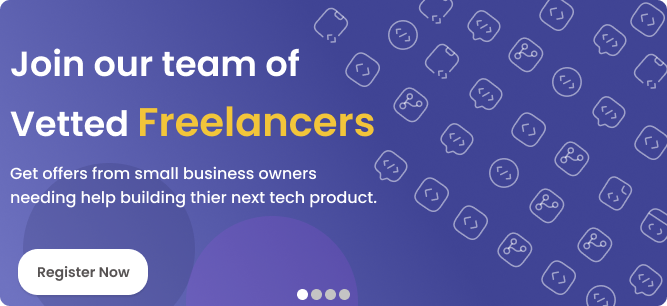 Join our team of
Vetted Freelancers
Get offers from small business owners
needing help building thier next tech product.
Register Now